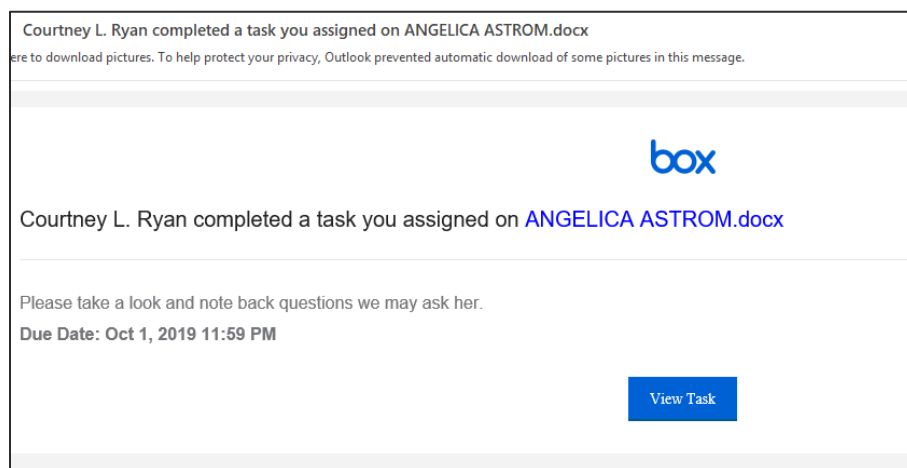 Courtney L. Ryan completed a task you assigned on ANGELICA ASTROM.docx
ere to download pictures. To help protect your privacy, Outlook prevented automatic download of some pictures in this message.
box
Courtney L. Ryan completed a task you assigned on ANGELICA ASTROM.docx
Please take a look and note back questions we may ask her.
Due Date: Oct 1, 2019 11:59 PM
View Task